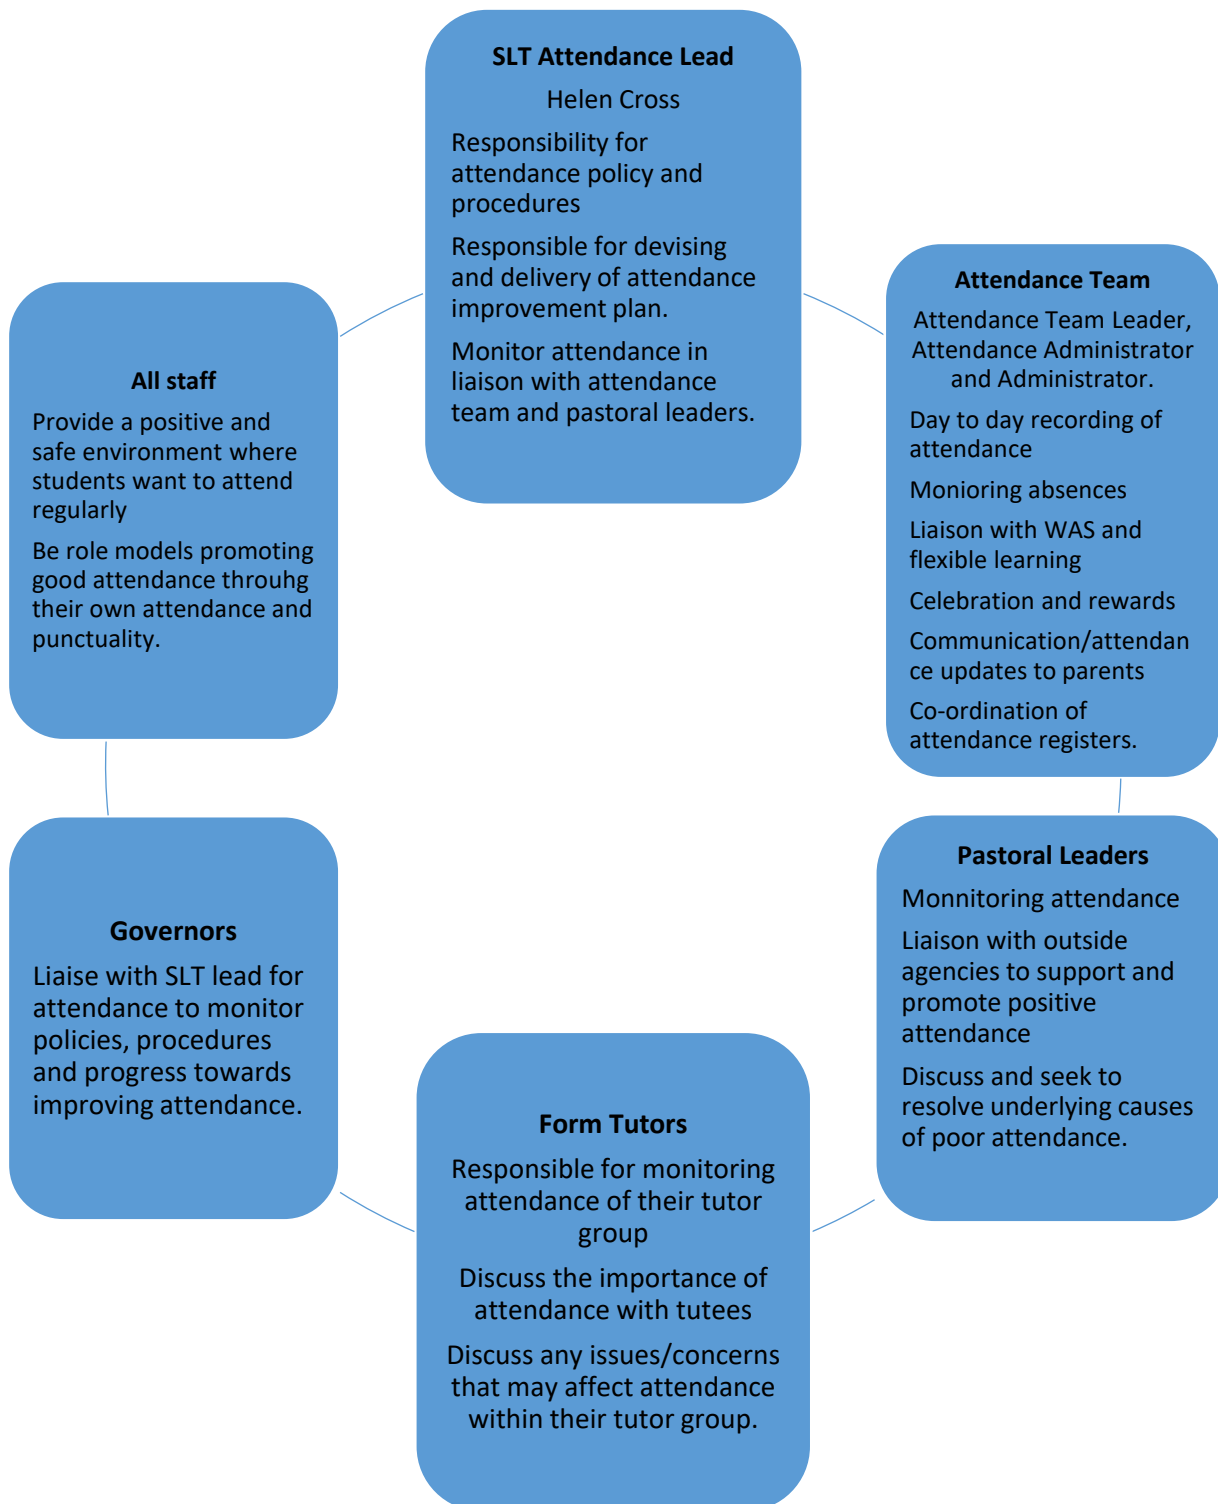 SLT Attendance Lead
Helen Cross
Responsibility for
attendance policy and
procedures
Responsible for devising
and delivery of attendance
improvement plan.
Monitor attendance in
liaison with attendance
team and pastoral leaders.
Attendance Team
Attendance Team Leader,
Attendance Administrator
and Administrator.
Day to day recording of
attendance
Monioring absences
Liaison with WAS and
flexible learning
Celebration and rewards
Communication/attendan
ce updates to parents
Co-ordination of
attendance registers.
Pastoral Leaders
Monnitoring attendance
Liaison with outside
agencies to support and
promote positive
attendance
Discuss and seek to
resolve underlying causes
of poor attendance.
Form Tutors
Responsible for monitoring
attendance of their tutor
group
Discuss the importance of
attendance with tutees
Discuss any issues/concerns
that may affect attendance
within their tutor group.
Governors
Liaise with SLT lead for
attendance to monitor
policies, procedures
and progress towards
improving attendance.
All staff
Provide a positive and
safe environment where
students want to attend
regularly
Be role models promoting
good attendance throuhg
their own attendance and
punctuality.